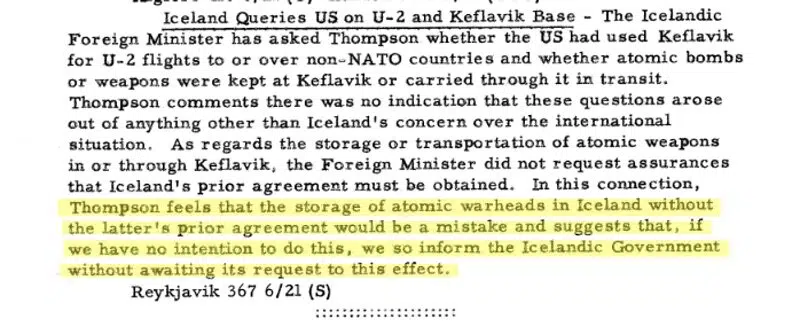 Iceland Queries US on U-2 and Keflavik Base - The Icelandic
Foreign Minister has asked Thompson whether the US had used Keflavik
for U-2 flights to or over non-NATO countries and whether atomic bombs
or weapons were kept at Keflavik or carried through it in transit.
Thompson comments there was no indication that these questions arose
out of anything other than Iceland's concern over the international
situation. As regards the storage or transportation of atomic weapons
in or through Keflavik, the Foreign Minister did not request assurances
that Iceland's prior agreement must be obtained. In this connection,
Thompson feels that the storage of atomic warheads in Iceland without
the latter's prior agreement would be a mistake and suggests that, if
we have no intention to do this, we so inform the Icelandic Government
without awaiting its request to this effect.
Reykjavik 367 6/21 (S)